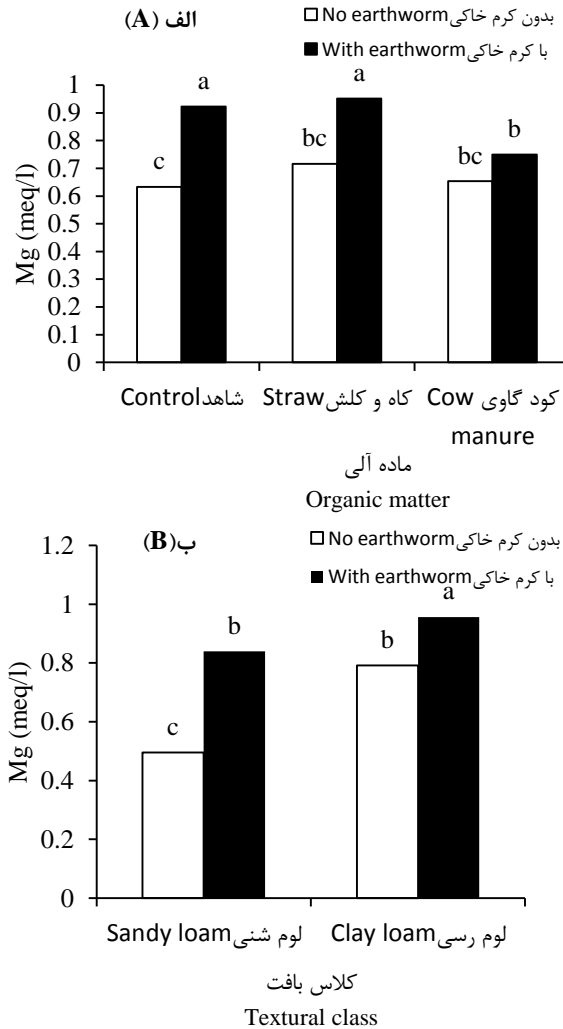 الف (A)
□ No earthworm بدون کرم خاکی
■ With earthworm با کرم خاکی
Mg (meq/l)
1
0.9
0.8
0.7
0.6
0.5
0.4
0.3
0.2
0.1
0
c
a
bc
a
bc
b
Control شاهد
Straw کاه و کلش
Cow کود گاوی
manure
ماده آلی
Organic matter
ب (B)
□ No earthworm بدون کرم خاکی
■ With earthworm با کرم خاکی
Mg (meq/l)
1.2
1
0.8
0.6
0.4
0.2
0
c
b
b
a
Sandy loam لوم شنی
Clay loam لوم رسی
کلاس بافت
Textural class